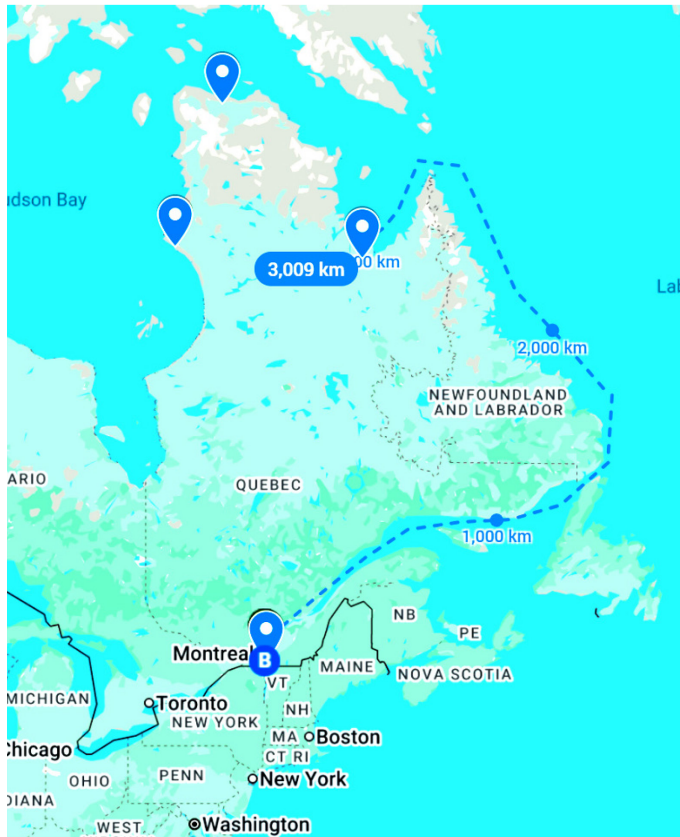 udson Bay
3,009 km
00 km
Lab
2,000 km
NEWFOUNDLAND
AND LABRADOR
ARIO
QUEBEC
1,000 km
NB
Montreal
B
PE
MAINE
NOVA SCOTIA
VT
MICHIGAN
Toronto
NH
NEW YORK
MA
Boston
Chicago
CT RI
OHIO
PENN
New York
DIANA
WEST
Washington